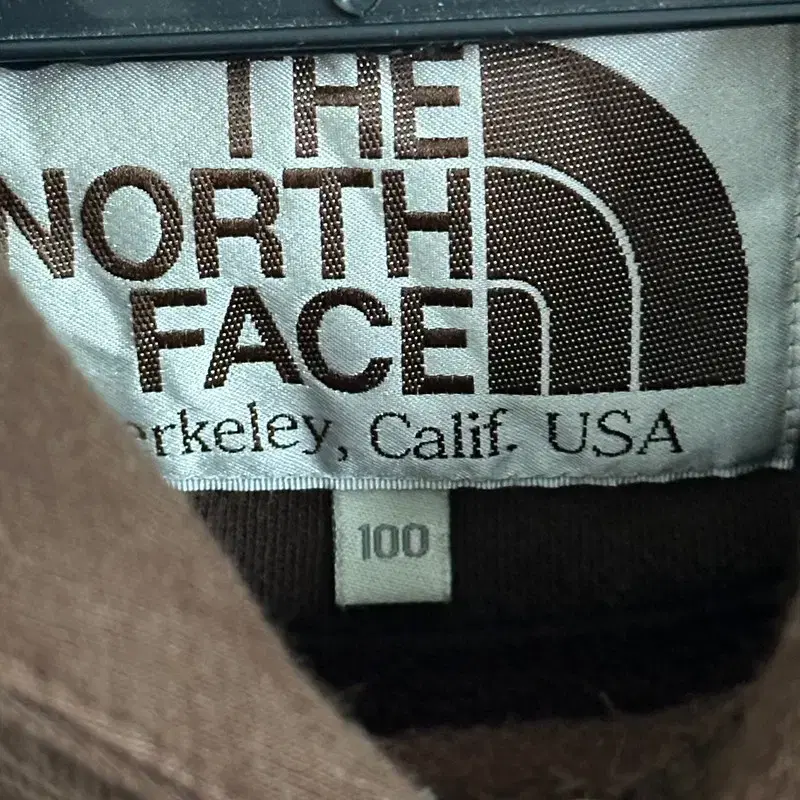 THE
NORTH
FACE
erkeley, Calif. USA
100